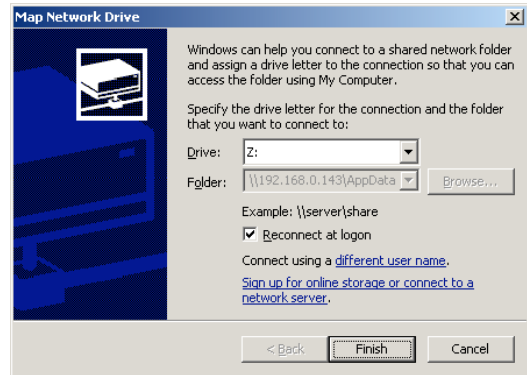 Map Network Drive
Windows can help you connect to a shared network folder
and assign a drive letter to the connection so that you can
access the folder using My Computer.
Specify the drive letter for the connection and the folder
that you want to connect to:
Drive: Z:
Folder: \\192.168.0.143\AppData Browse...
Example: \\server\share
Reconnect at logon
Connect using a different user name.
Sign up for online storage or connect to a
network server.
< Back Finish Cancel